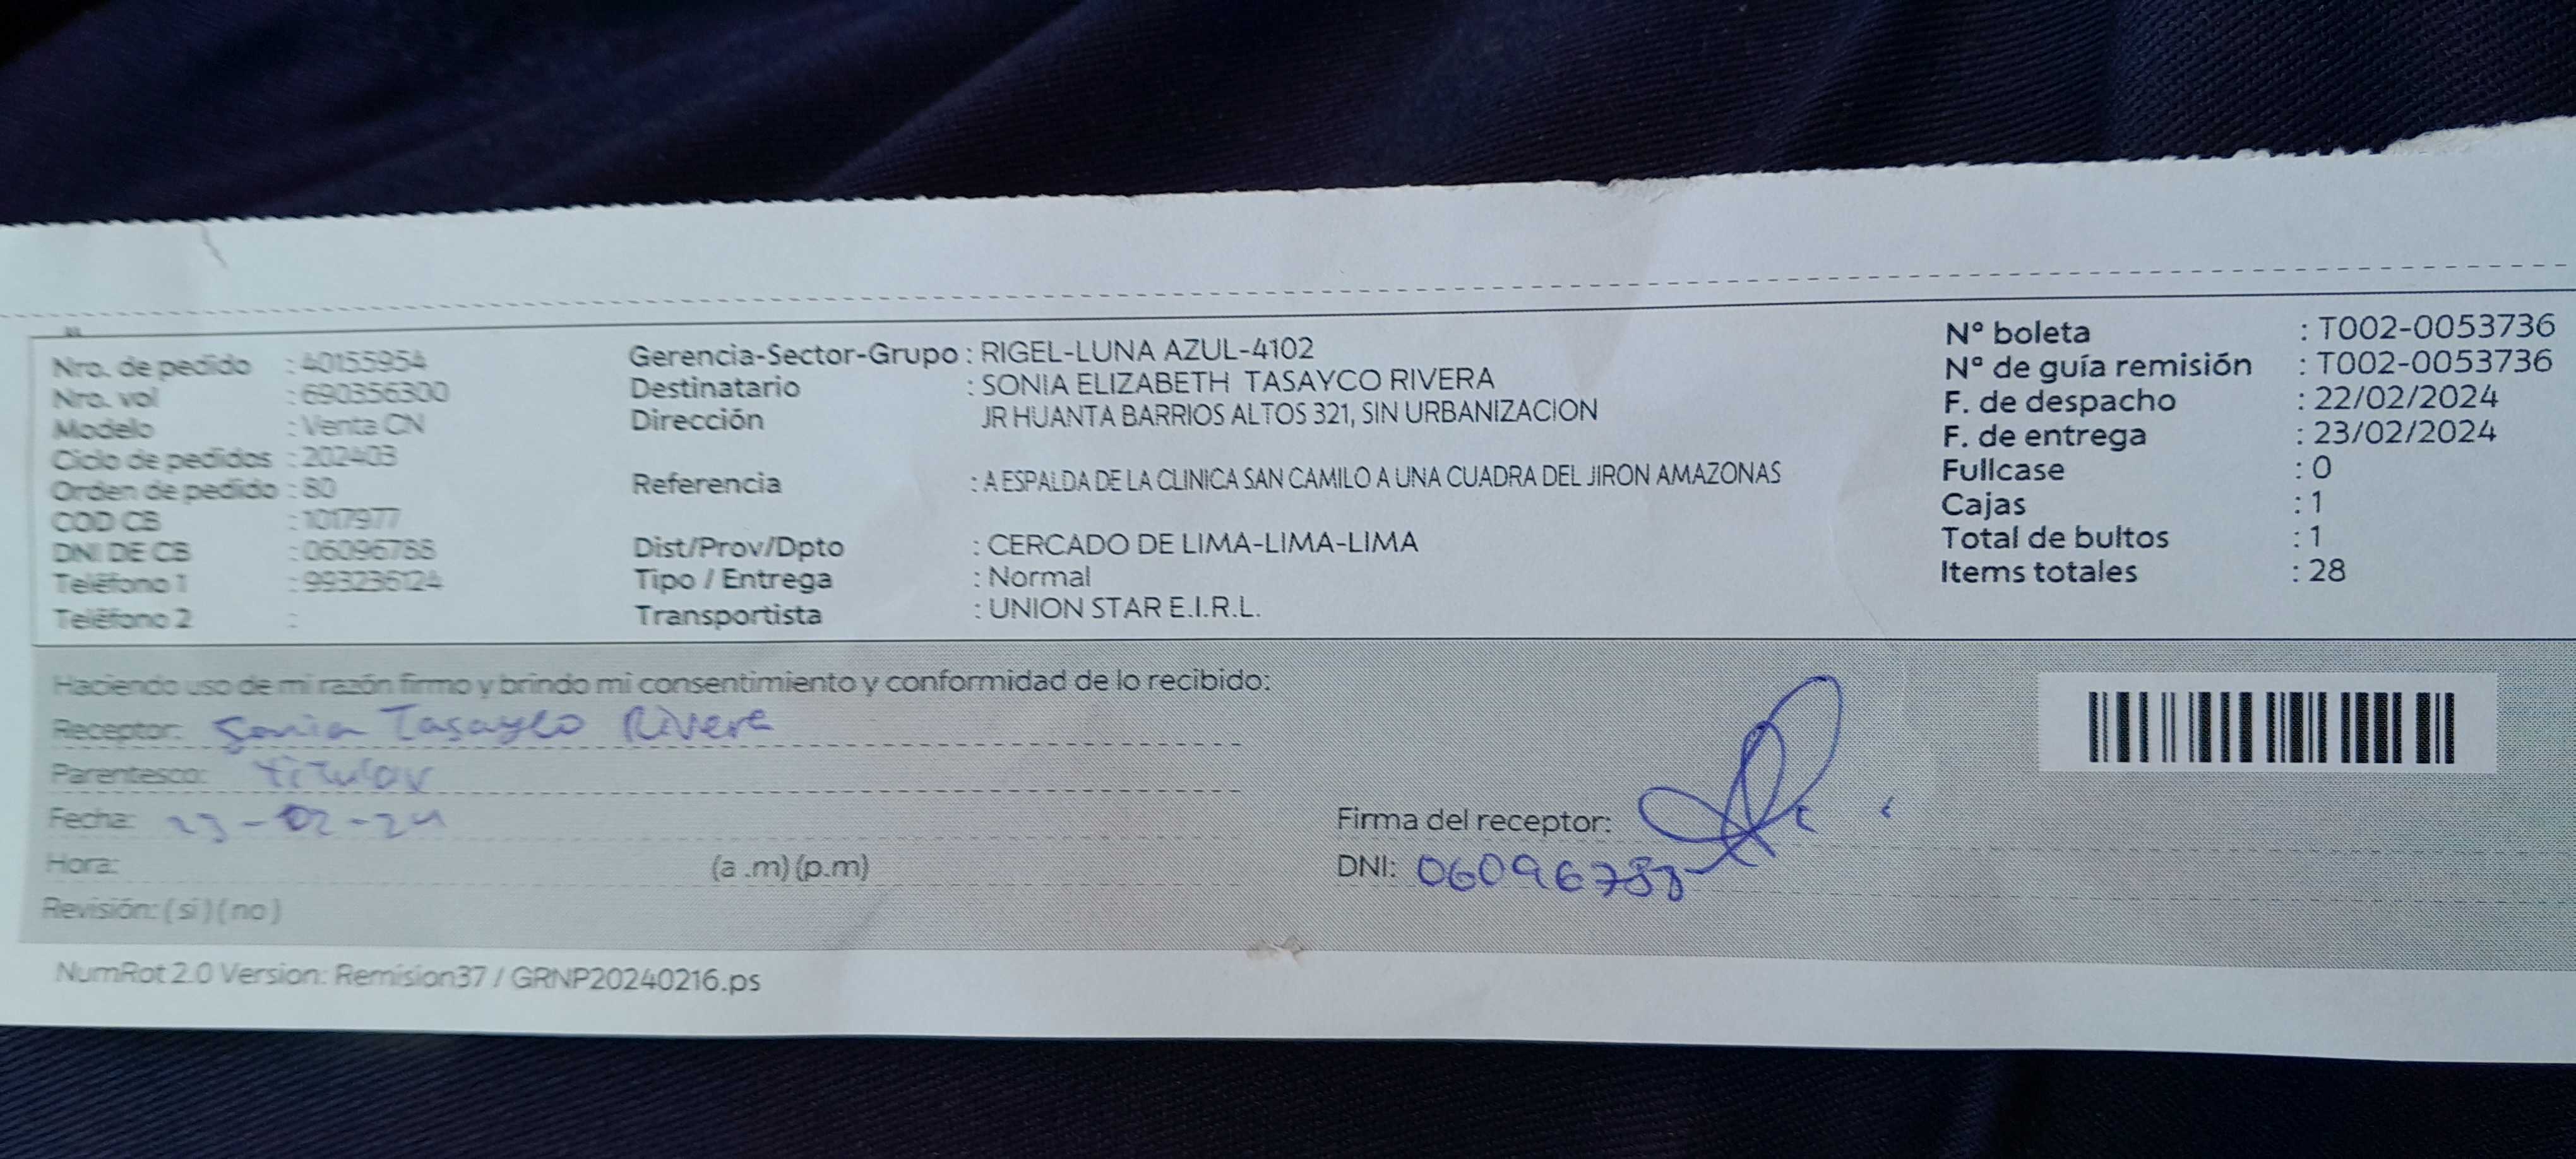 Nro. de pedido : 40155954
Nro. vol : 690356300
Modelo : Venta CN
Ciclo de pedidos : 202403
Orden de pedido : 80
COD CB : 1017977
DNI DE CB : 06096788
Teléfono 1 : 993236124
Teléfono 2 :
Gerencia-Sector-Grupo : RIGEL-LUNA AZUL-4102
Destinatario : SONIA ELIZABETH TASAYCO RIVERA
Dirección JR HUANTA BARRIOS ALTOS 321, SIN URBANIZACION
Referencia : A ESPALDA DE LA CLINICA SAN CAMILO A UNA CUADRA DEL JIRON AMAZONAS
Dist/Prov/Dpto : CERCADO DE LIMA-LIMA-LIMA
Tipo / Entrega : Normal
Transportista : UNION STAR E.I.R.L.
N° boleta : T002-0053736
N° de guía remisión : T002-0053736
F. de despacho : 22/02/2024
F. de entrega : 23/02/2024
Fullcase : 0
Cajas : 1
Total de bultos : 1
Items totales : 28
Haciendo uso de mi razón firmo y brindo mi consentimiento y conformidad de lo recibido:
Receptor: Sonia Tasayco Rivera
Parentesco: titular
Fecha: 23-02-24
Hora: (a .m) (p.m)
Revisión: ( si ) ( no )
Firma del receptor:
DNI: 06096788
NumRot 2.0 Version: Remision37 / GRNP20240216.ps